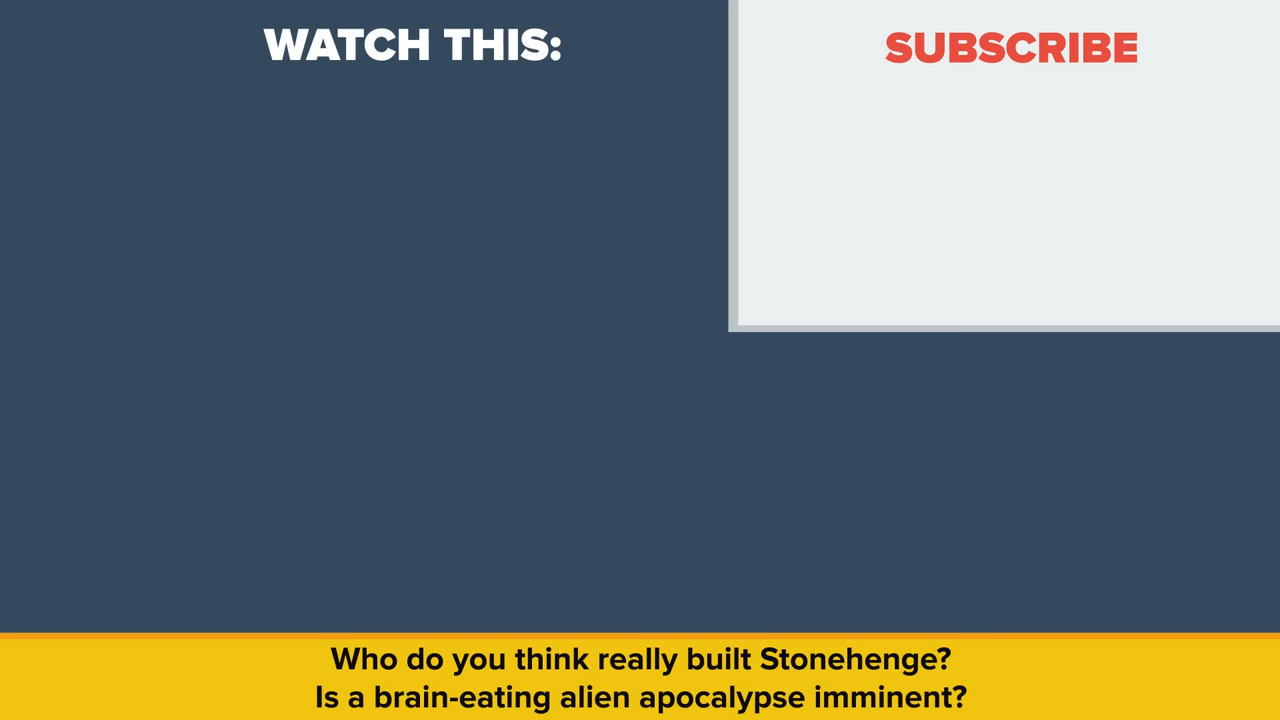 WATCH THIS:
SUBSCRIBE
Who do you think really built Stonehenge?
Is a brain-eating alien apocalypse imminent?